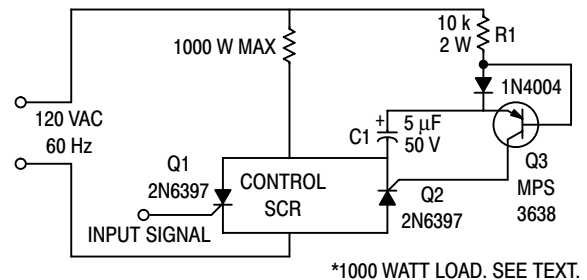 1000 W MAX
10 k
2 W
R1
1N4004
120 VAC
60 Hz
+
C1
5 μF
50 V
Q1
2N6397
CONTROL
SCR
INPUT SIGNAL
Q2
2N6397
Q3
MPS
3638
*1000 WATT LOAD. SEE TEXT.